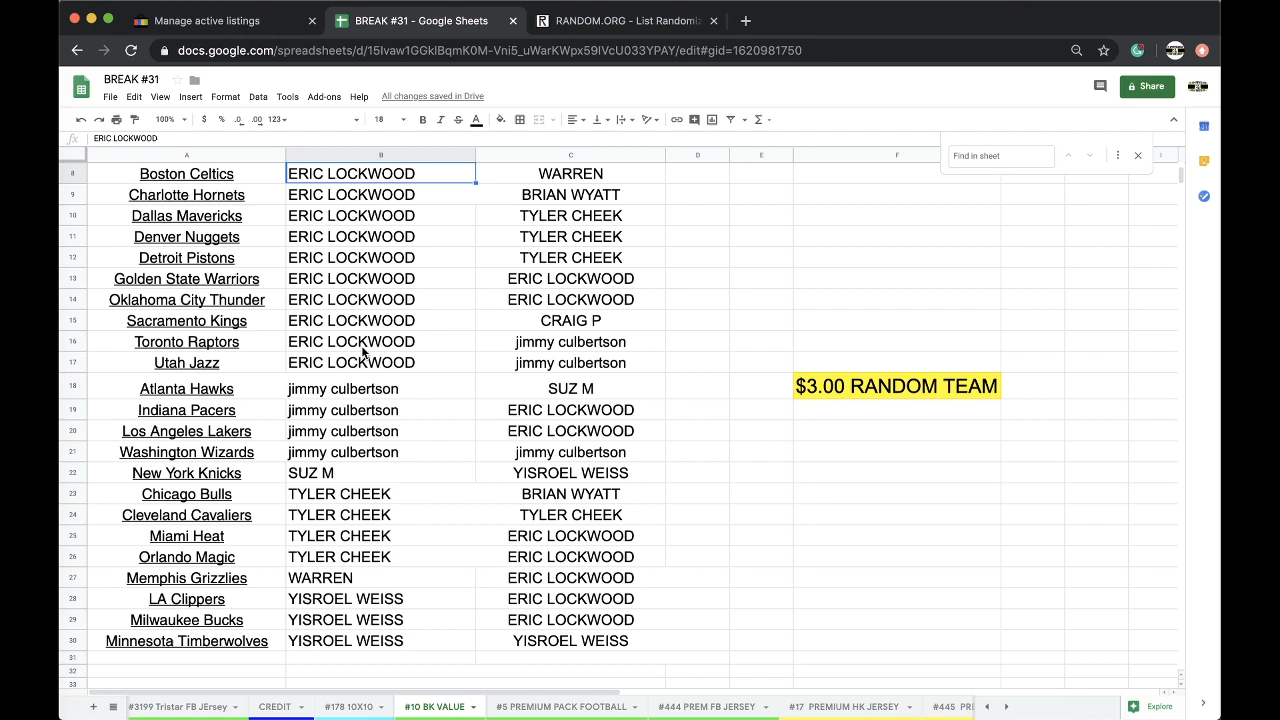 Manage active listings
BREAK #31 - Google Sheets
RANDOM.ORG - List Randomiz
docs.google.com/spreadsheets/d/15Ivaw1GGkIBqmK0M-Vni5_uWarKWpx59IVcU033YPAY/edit#gid=1620981750
BREAK #31
File Edit View Insert Format Data Tools Add-ons Help All changes saved in Drive
Share
100% $ % .0 .00 123 18 B I S A
fx ERIC LOCKWOOD
Find in sheet
A B C D E F I
8 Boston Celtics ERIC LOCKWOOD WARREN
9 Charlotte Hornets ERIC LOCKWOOD BRIAN WYATT
10 Dallas Mavericks ERIC LOCKWOOD TYLER CHEEK
11 Denver Nuggets ERIC LOCKWOOD TYLER CHEEK
12 Detroit Pistons ERIC LOCKWOOD TYLER CHEEK
13 Golden State Warriors ERIC LOCKWOOD ERIC LOCKWOOD
14 Oklahoma City Thunder ERIC LOCKWOOD ERIC LOCKWOOD
15 Sacramento Kings ERIC LOCKWOOD CRAIG P
16 Toronto Raptors ERIC LOCKWOOD jimmy culbertson
17 Utah Jazz ERIC LOCKWOOD jimmy culbertson
18 Atlanta Hawks jimmy culbertson SUZ M $3.00 RANDOM TEAM
19 Indiana Pacers jimmy culbertson ERIC LOCKWOOD
20 Los Angeles Lakers jimmy culbertson ERIC LOCKWOOD
21 Washington Wizards jimmy culbertson jimmy culbertson
22 New York Knicks SUZ M YISROEL WEISS
23 Chicago Bulls TYLER CHEEK BRIAN WYATT
24 Cleveland Cavaliers TYLER CHEEK TYLER CHEEK
25 Miami Heat TYLER CHEEK ERIC LOCKWOOD
26 Orlando Magic TYLER CHEEK ERIC LOCKWOOD
27 Memphis Grizzlies WARREN ERIC LOCKWOOD
28 LA Clippers YISROEL WEISS ERIC LOCKWOOD
29 Milwaukee Bucks YISROEL WEISS ERIC LOCKWOOD
30 Minnesota Timberwolves YISROEL WEISS YISROEL WEISS
31
32
33
#3199 Tristar FB JErsey CREDIT #178 10X10 #10 BK VALUE #5 PREMIUM PACK FOOTBALL #444 PREM FB JERSEY #17 PREMIUM HK JERSEY #445 PRE Explore